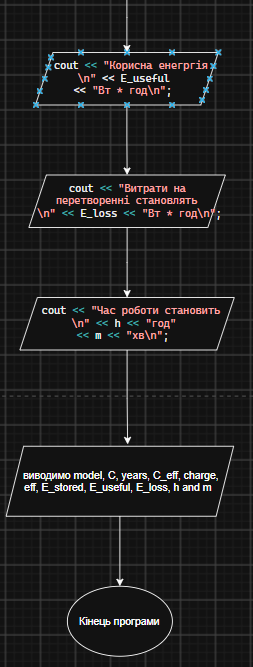 cout << "Корисна енегргія
\n" << E_useful
<< "Вт * год\n";
cout << "Витрати на
перетворенні становлять
\n" << E_loss << "Вт * год\n";
cout << "Час роботи становить
\n" << h << "год"
<< m << "хв\n";
виводимо model, C, years, C_eff, charge,
eff, E_stored, E_useful, E_loss, h and m
Кінець програми